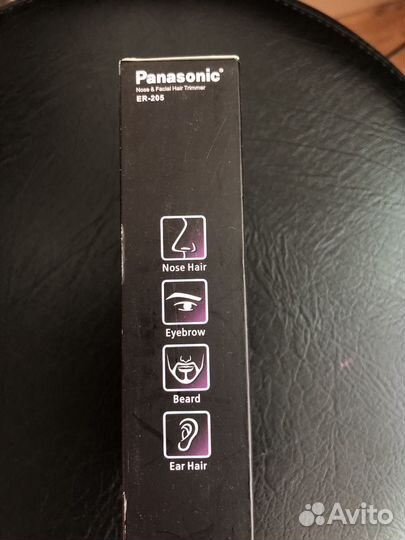 Panasonic®
Nose & Facial Hair Trimmer
ER-205
Nose Hair
Eyebrow
Beard
Ear Hair
Avito